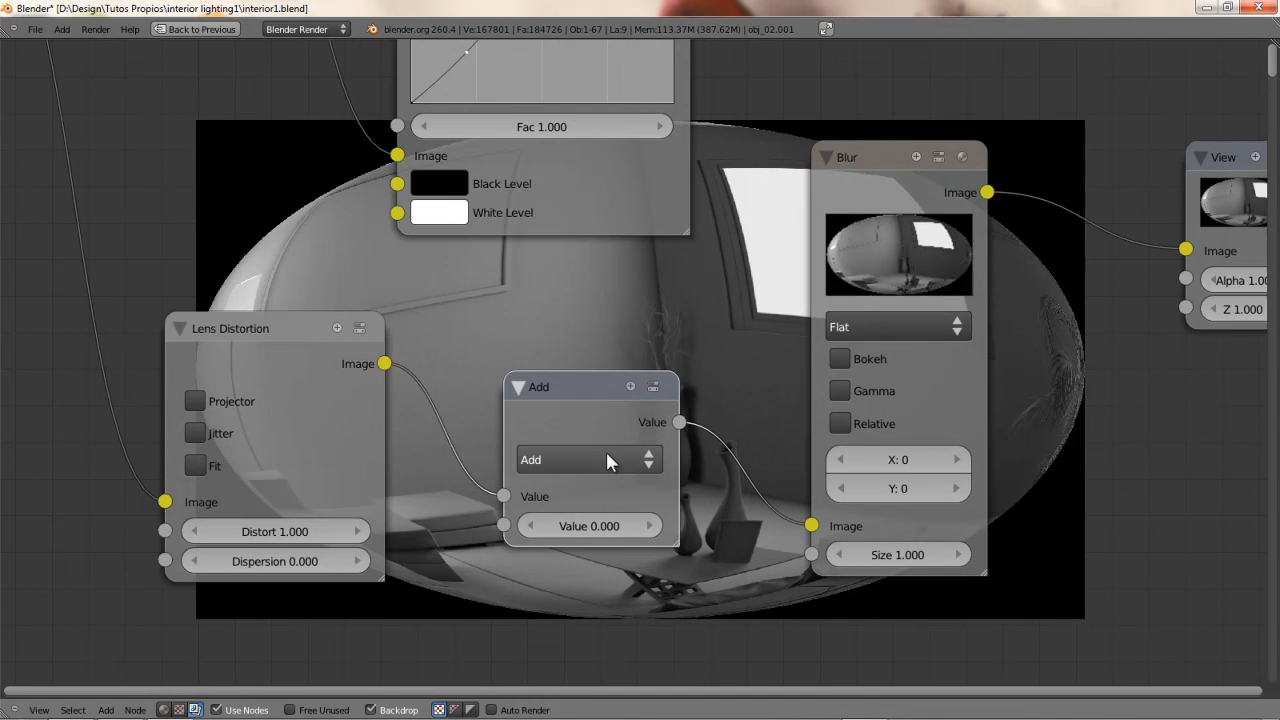 Blender* [D:\Design\Tutos Propios\interior lighting1\interior1.blend]
File Add Render Help Back to Previous Blender Render blender.org 260.4 | Ve:167801 | Fa:184726 | Ob:1-67 | La:9 | Mem:113.37M (387.62M) | obj_02.001
Fac 1.000
Image
Black Level
White Level
Blur
Image
Flat
Bokeh
Gamma
Relative
X: 0
Y: 0
Image
Size 1.000
View
Image
Alpha 1.00
Z 1.000
Lens Distortion
Image
Projector
Jitter
Fit
Image
Distort 1.000
Dispersion 0.000
Add
Value
Add
Value
Value 0.000
View Select Add Node Use Nodes Free Unused Backdrop Auto Render